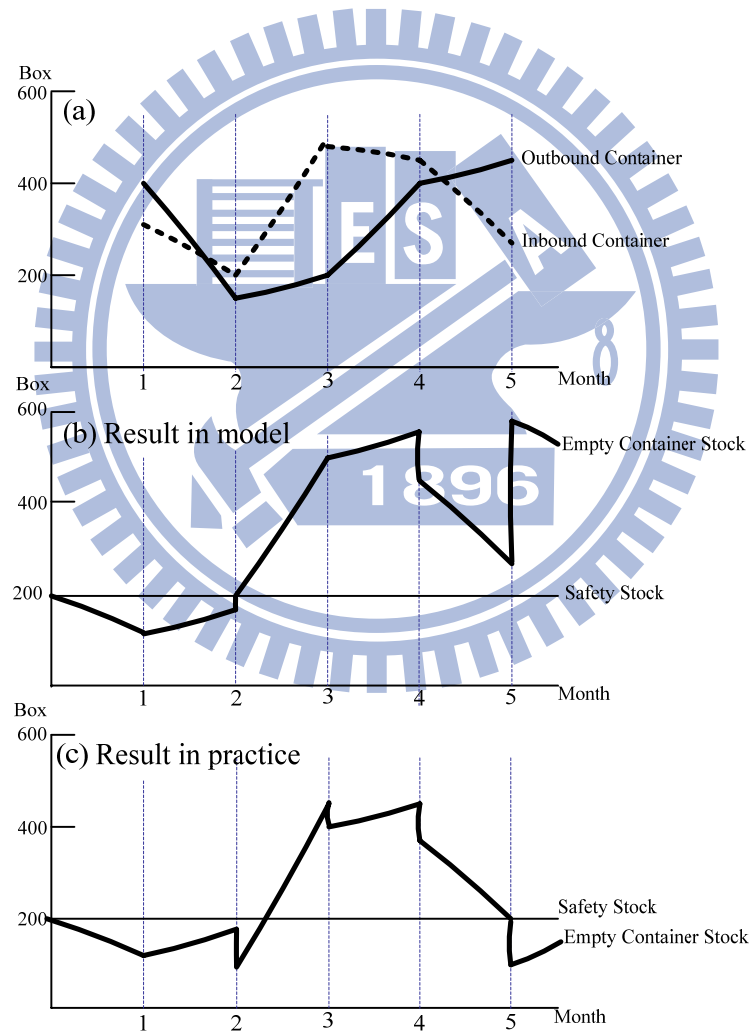 Box
600
(a)
Outbound Container
400
Inbound Container
200
IESA
8
1 2 3 4 5 Month
Box
600
(b) Result in model
Empty Container Stock
400
1896
200
Safety Stock
1 2 3 4 5 Month
Box
600
(c) Result in practice
400
Safety Stock
200
Empty Container Stock
1 2 3 4 5 Month